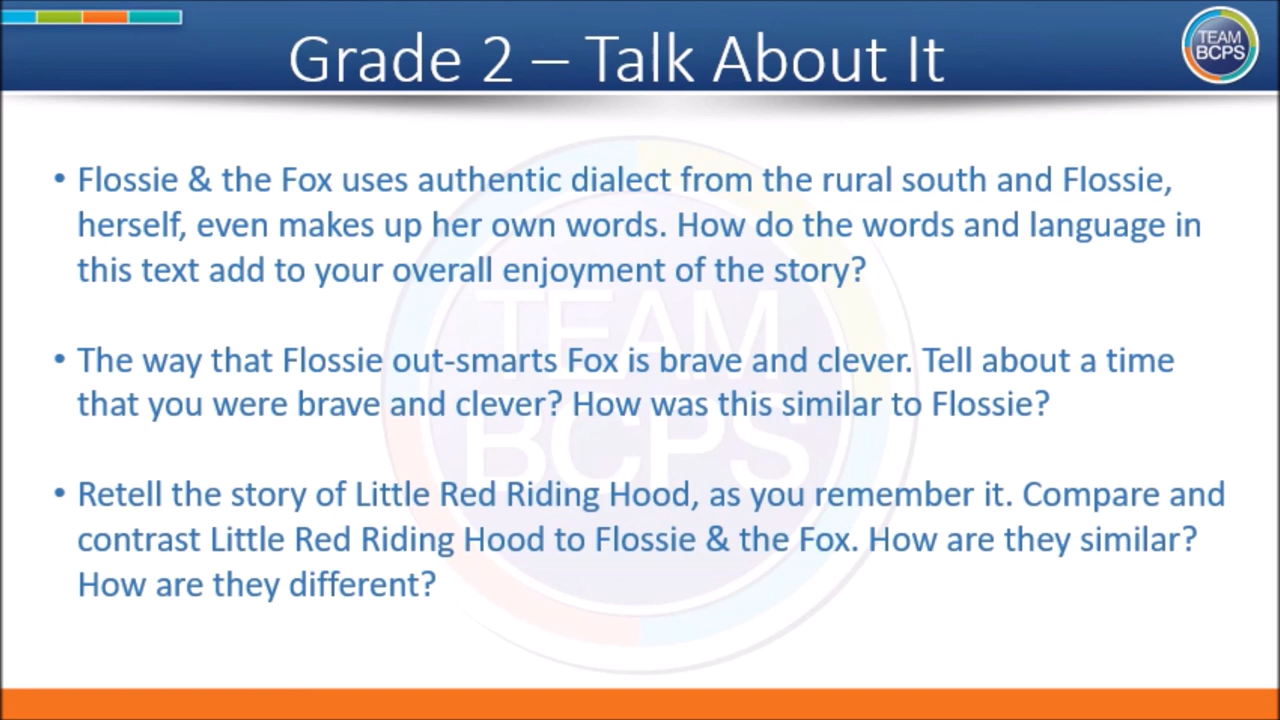 Grade 2 – Talk About It
TEAM
BCPS
• Flossie & the Fox uses authentic dialect from the rural south and Flossie,
herself, even makes up her own words. How do the words and language in
this text add to your overall enjoyment of the story?
• The way that Flossie out-smarts Fox is brave and clever. Tell about a time
that you were brave and clever? How was this similar to Flossie?
• Retell the story of Little Red Riding Hood, as you remember it. Compare and
contrast Little Red Riding Hood to Flossie & the Fox. How are they similar?
How are they different?
TEAM
BCPS